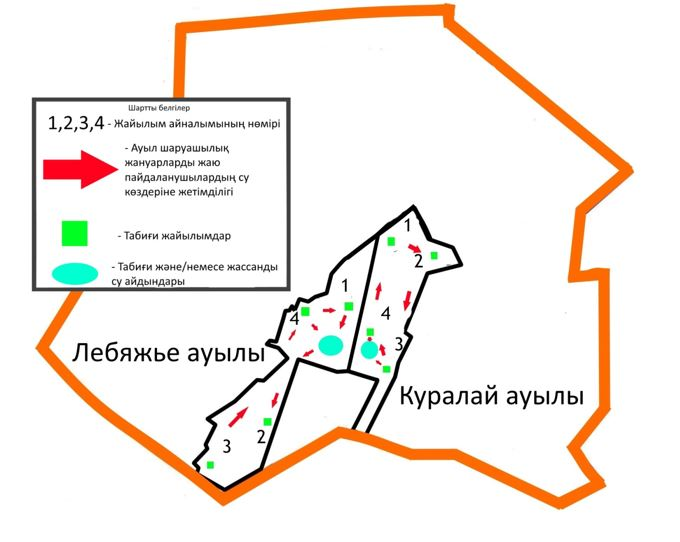 Шартты белгілер
1,2,3,4 - Жайылым айналымының нөмірі
- Ауыл шаруашылық
жануарларды жаю
пайдаланушылардың су
көздеріне жетімділігі
- Табиғи жайылымдар
- Табиғи және/немесе жассанды
су айдындары
1
2
1
4
4
3
Лебяжье ауылы
Куралай ауылы
3
2